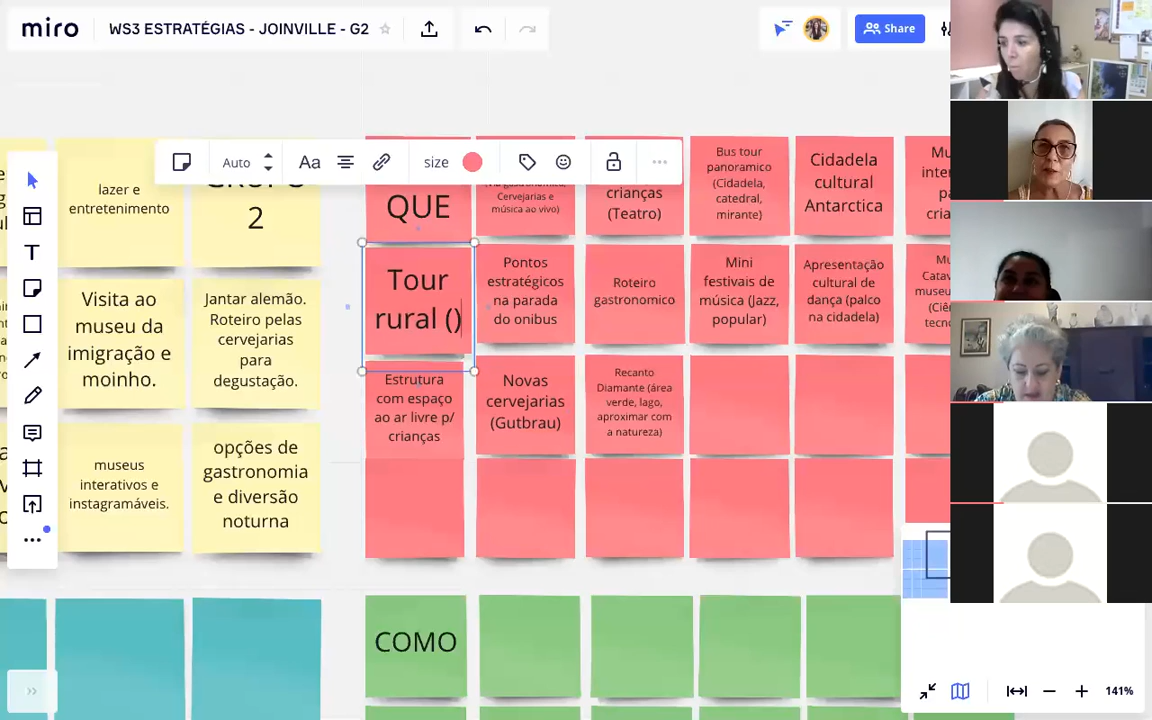 miro
WS3 ESTRATÉGIAS - JOINVILLE - G2
Share
Auto
Aa
size
lazer e
entretenimento
2
Visita ao
museu da
imigração e
moinho.
Jantar alemão.
Roteiro pelas
cervejarias
para
degustação.
museus
interativos e
instagramáveis.
opções de
gastronomia
e diversão
noturna
QUE
Cervejarias e
música ao vivo)
crianças
(Teatro)
Bus tour
panoramico
(Cidadela,
catedral,
mirante)
Cidadela
cultural
Antarctica
Tour
rural ()
Pontos
estratégicos
na parada
do onibus
Roteiro
gastronomico
Mini
festivais de
música (Jazz,
popular)
Apresentação
cultural de
dança (palco
na cidadela)
Estrutura
com espaço
ao ar livre p/
crianças
Novas
cervejarias
(Gutbrau)
Recanto
Diamante (área
verde, lago,
aproximar com
a natureza)
COMO
141%